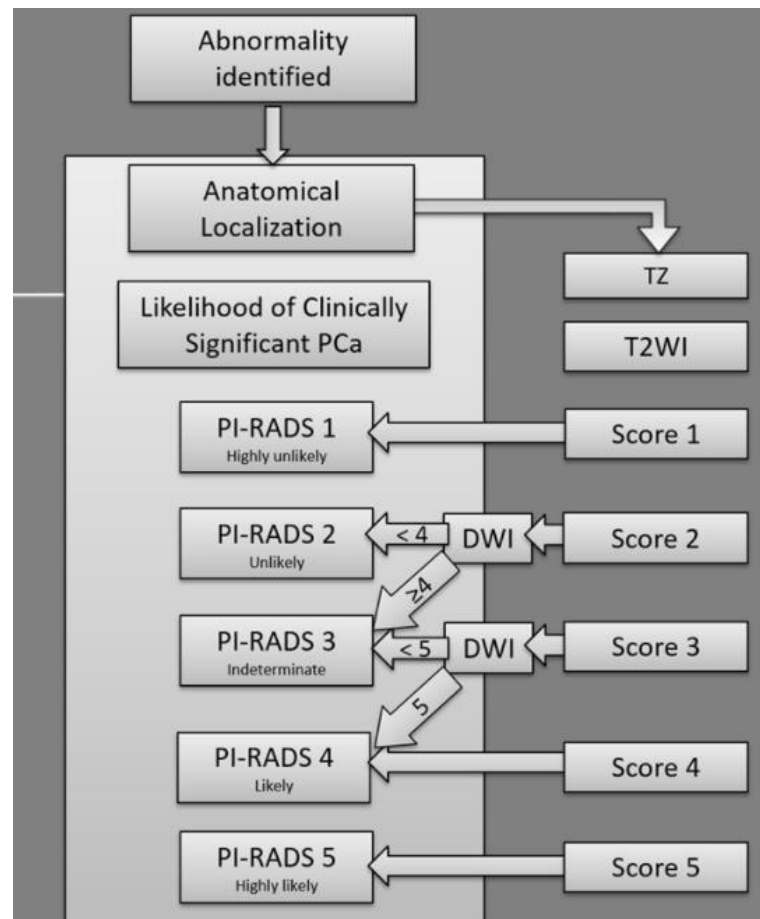 Abnormality
identified
Anatomical
Localization
TZ
Likelihood of Clinically
Significant PCa
T2WI
PI-RADS 1
Highly unlikely
Score 1
PI-RADS 2
Unlikely
< 4
DWI
Score 2
≥4
PI-RADS 3
Indeterminate
< 5
DWI
Score 3
5
PI-RADS 4
Likely
Score 4
PI-RADS 5
Highly likely
Score 5